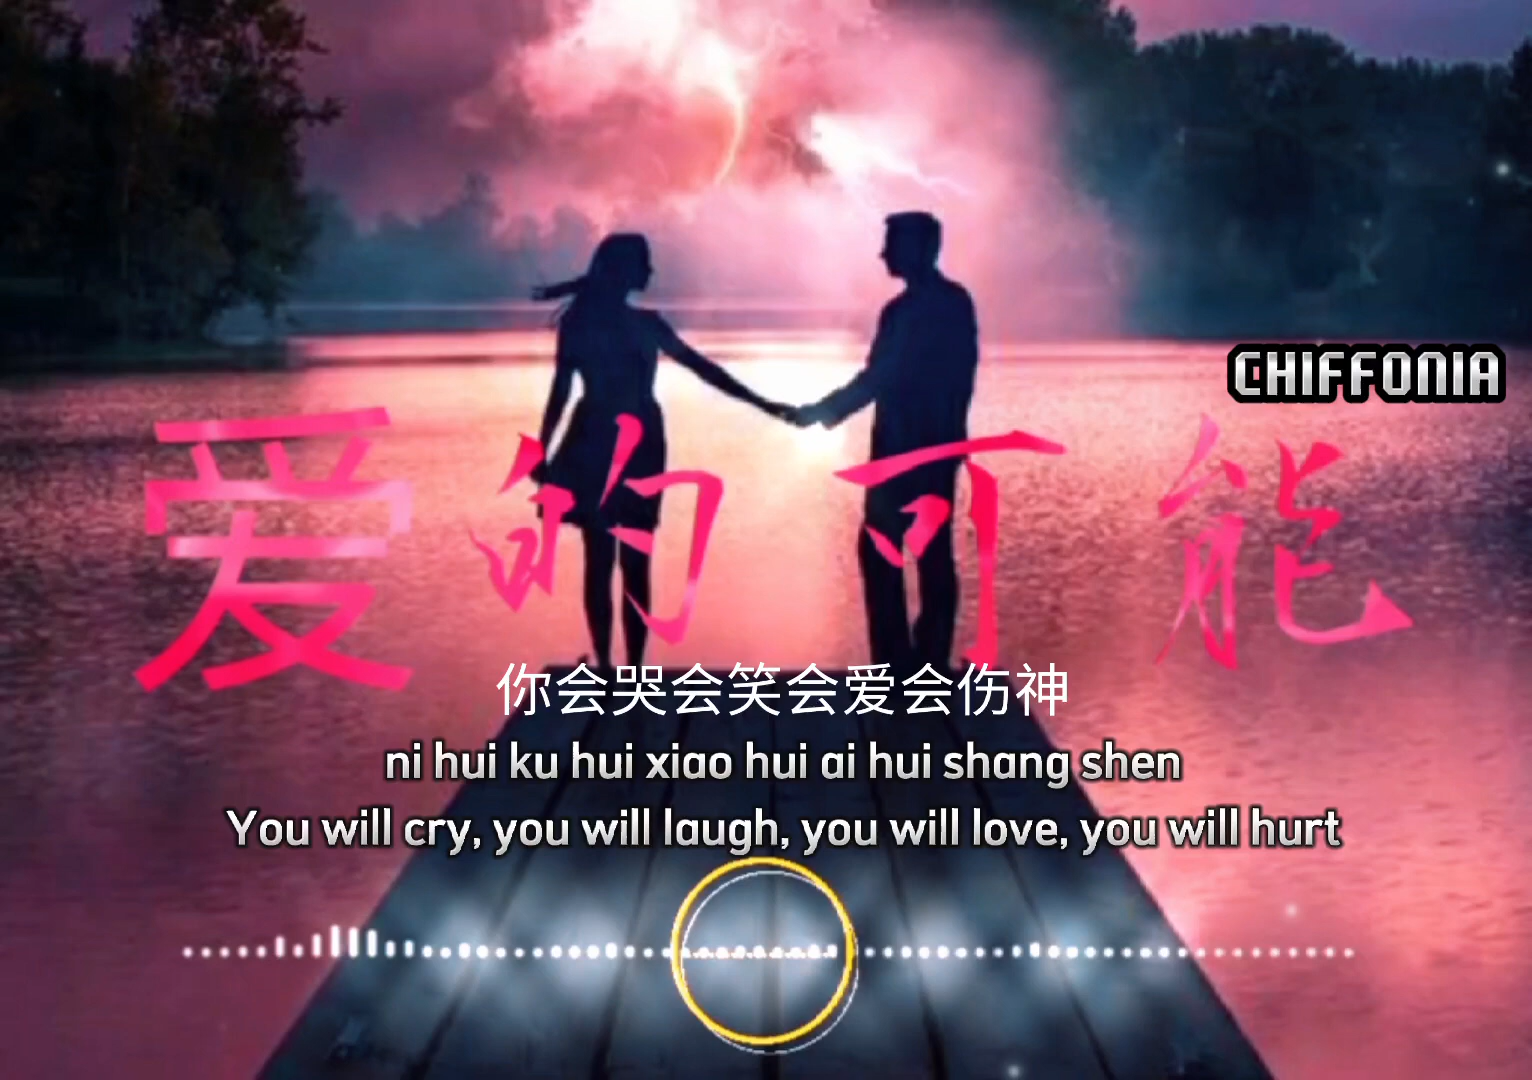 CHIFFONIA
爱的可能
你会哭会笑会爱会伤神
ni hui ku hui xiao hui ai hui shang shen
You will cry, you will laugh, you will love, you will hurt